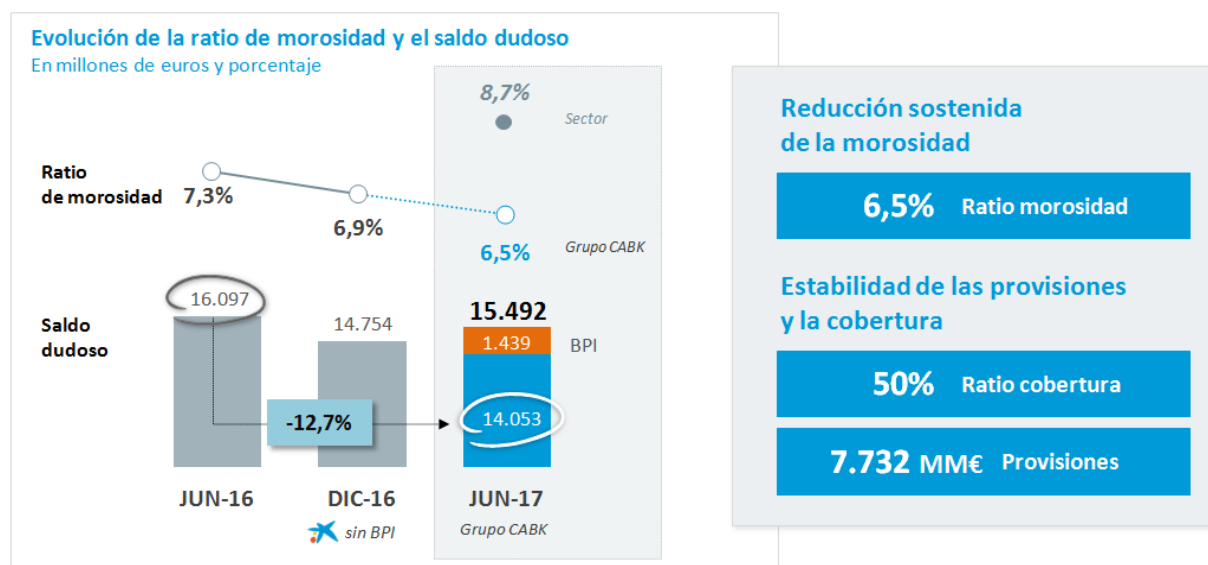 Evolución de la ratio de morosidad y el saldo dudoso
En millones de euros y porcentaje
8,7%
Sector
Ratio
de morosidad
7,3%
6,9%
6,5%
Grupo CABK
Saldo
dudoso
16.097
14.754
15.492
1.439
BPI
-12,7%
14.053
JUN-16
DIC-16
JUN-17
sin BPI
Grupo CABK
Reducción sostenida
de la morosidad
6,5% Ratio morosidad
Estabilidad de las provisiones
y la cobertura
50% Ratio cobertura
7.732 MM€ Provisiones